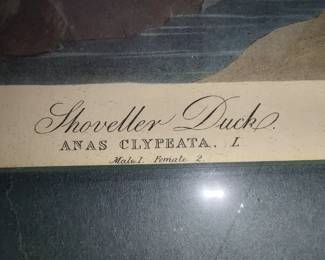 Shoveller Duck.
ANAS CLYPEATA. L
Male 1. Female 2.